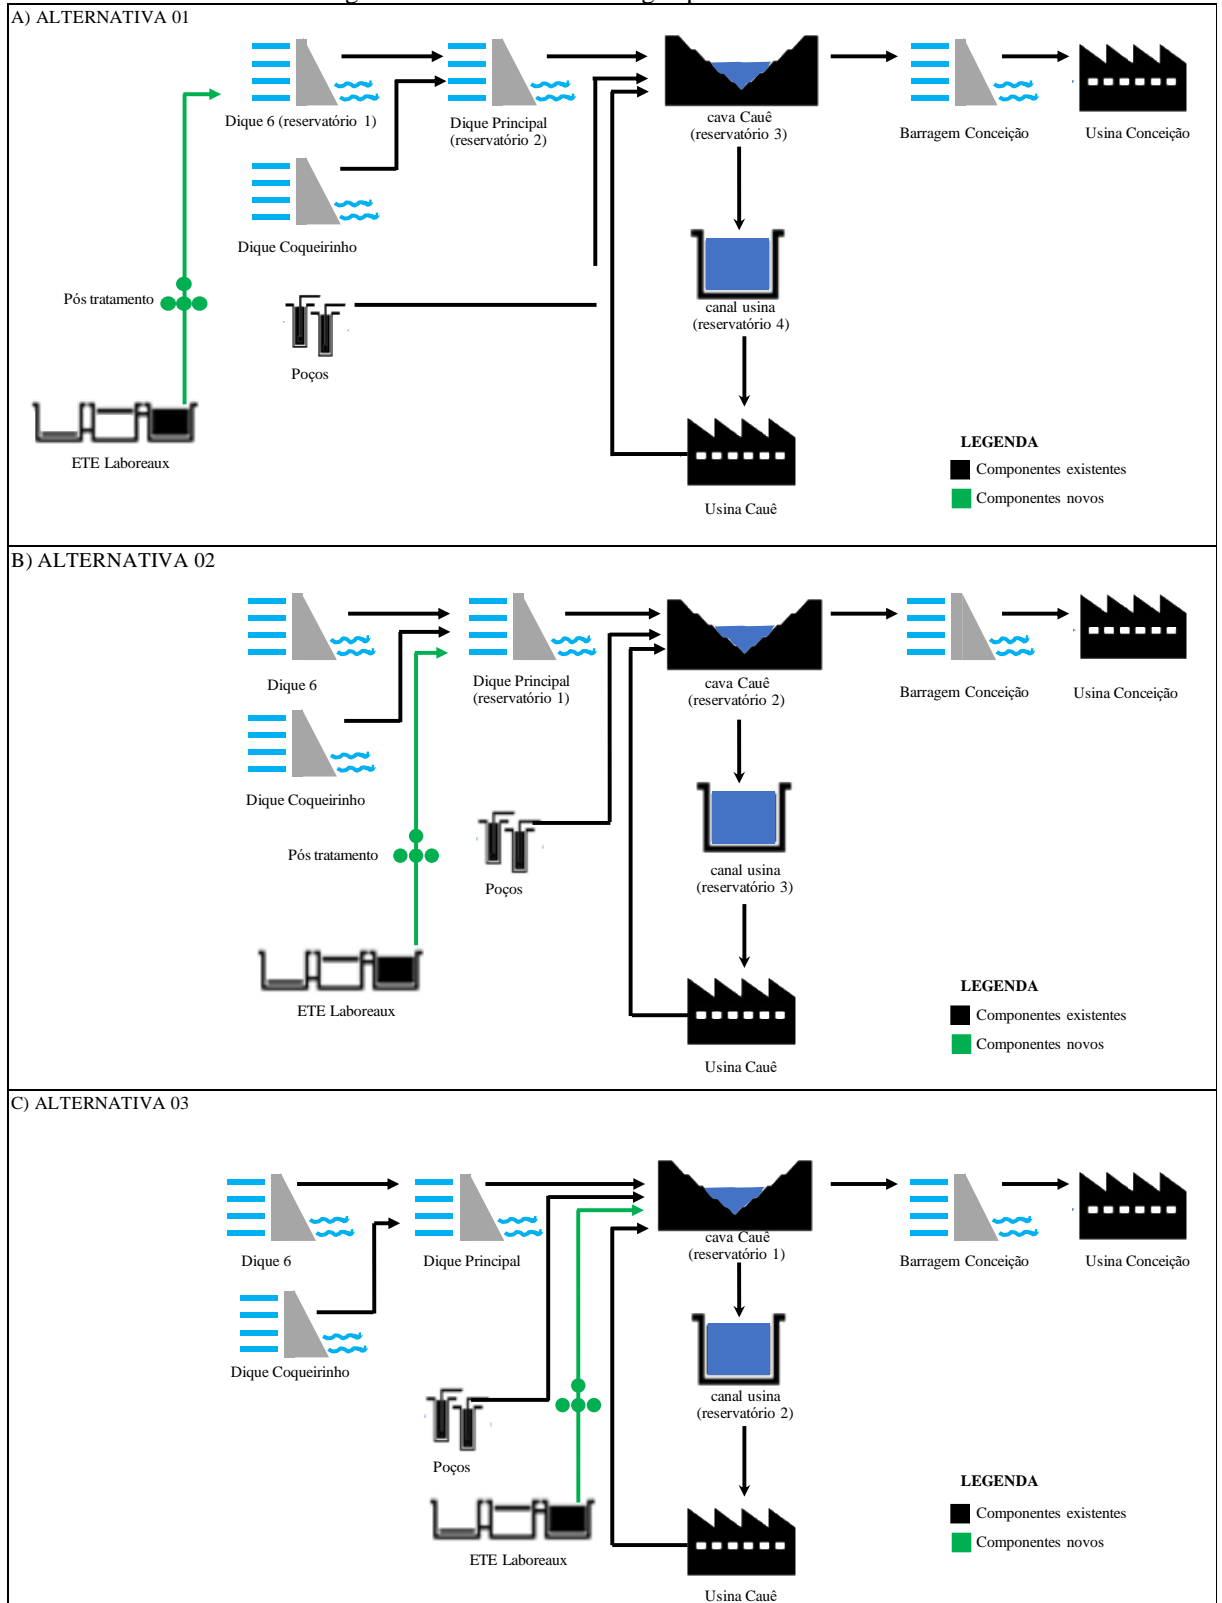 A) ALTERNATIVA 01
Dique 6 (reservatório 1)
Dique Principal
(reservatório 2)
cava Cauê
(reservatório 3)
Barragem Conceição
Usina Conceição
Dique Coqueirinho
Pós tratamento
canal usina
(reservatório 4)
Poços
ETE Laboreaux
LEGENDA
Componentes existentes
Componentes novos
Usina Cauê
B) ALTERNATIVA 02
Dique 6
Dique Principal
(reservatório 1)
cava Cauê
(reservatório 2)
Barragem Conceição
Usina Conceição
Dique Coqueirinho
Pós tratamento
canal usina
(reservatório 3)
Poços
ETE Laboreaux
LEGENDA
Componentes existentes
Componentes novos
Usina Cauê
C) ALTERNATIVA 03
Dique 6
Dique Principal
cava Cauê
(reservatório 1)
Barragem Conceição
Usina Conceição
Dique Coqueirinho
canal usina
(reservatório 2)
Poços
ETE Laboreaux
LEGENDA
Componentes existentes
Componentes novos
Usina Cauê